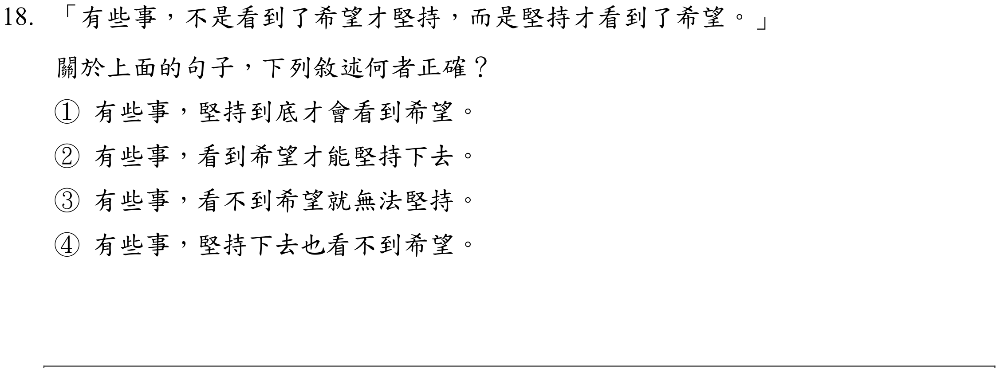 18. 「有些事，不是看到了希望才堅持，而是堅持才看到了希望。」
關於上面的句子，下列敘述何者正確？
① 有些事，堅持到底才會看到希望。
② 有些事，看到希望才能堅持下去。
③ 有些事，看不到希望就無法堅持。
④ 有些事，堅持下去也看不到希望。